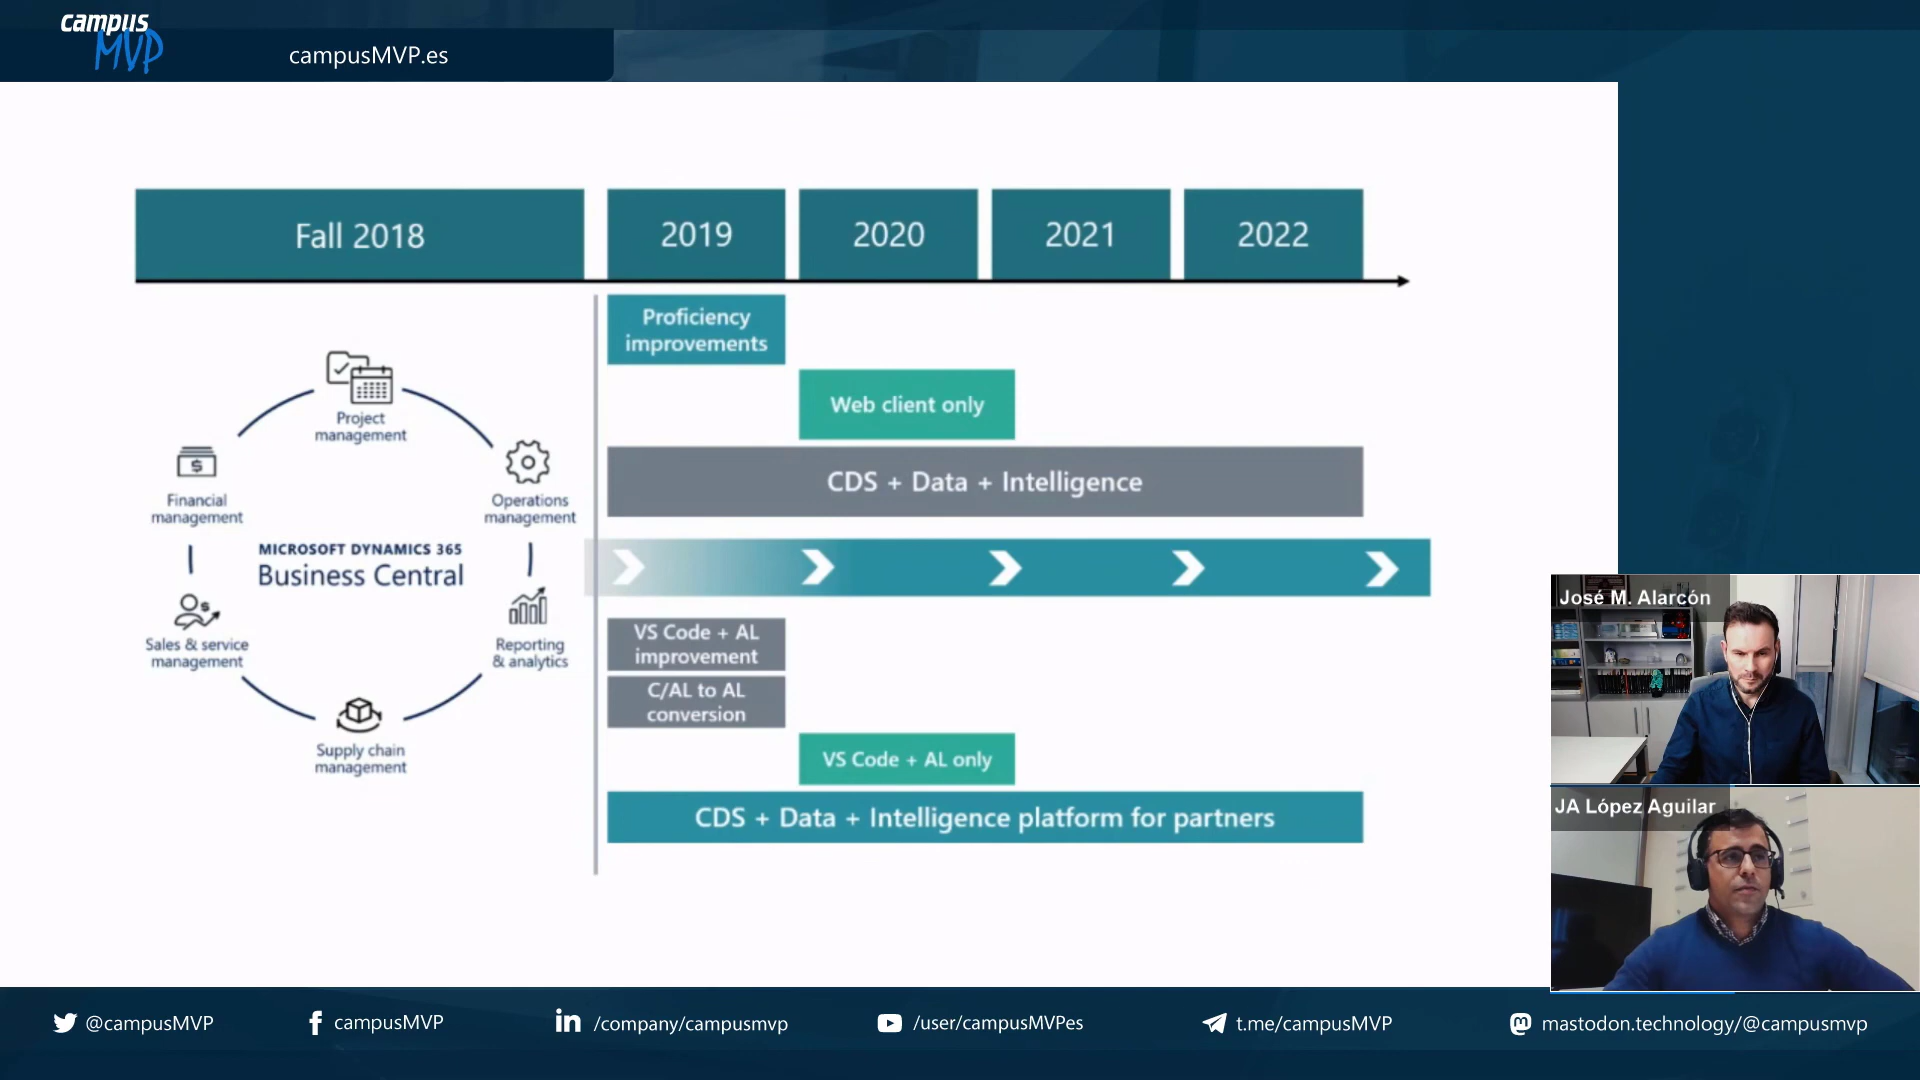 campus
MVP
campusMVP.es
Fall 2018
2019
2020
2021
2022
Proficiency
improvements
Web client only
CDS + Data + Intelligence
Project
management
Financial
management
Operations
management
MICROSOFT DYNAMICS 365
Business Central
Sales & service
management
Reporting
& analytics
Supply chain
management
VS Code + AL
improvement
C/AL to AL
conversion
VS Code + AL only
CDS + Data + Intelligence platform for partners
José M. Alarcón
JA López Aguilar
@campusMVP
campusMVP
/company/campusmvp
/user/campusMVPes
t.me/campusMVP
mastodon.technology/@campusmvp